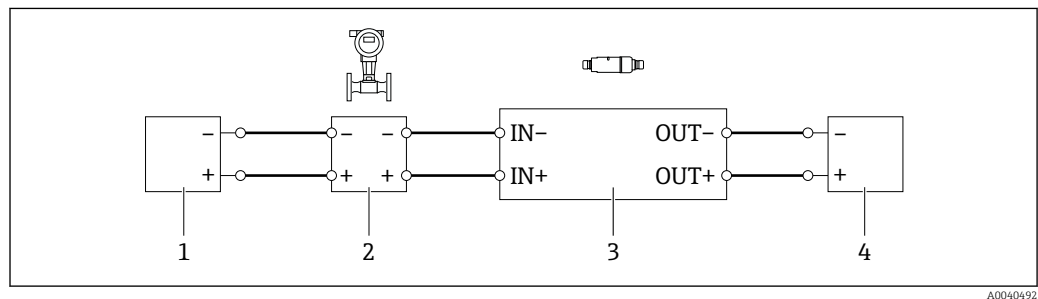 − − − IN− OUT− −
+ + + IN+ OUT+ +
1 2 3 4
A0040492